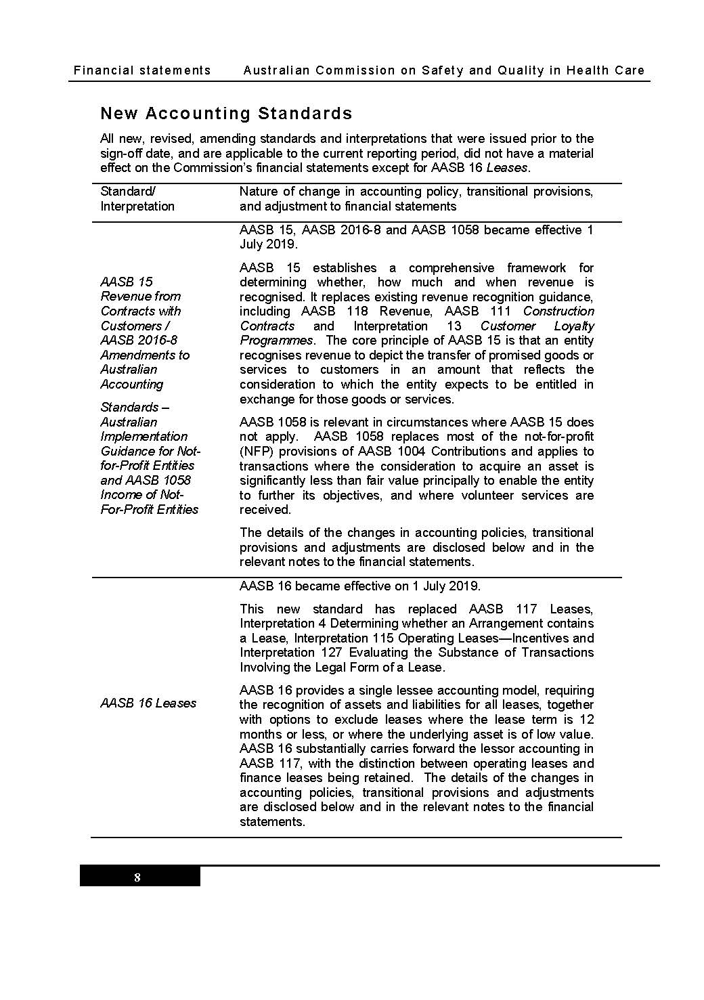 Financial statements Australian Commission on Safety and Quality in Health Care
New Accounting Standards
All new, revised, amending standards and interpretations that were issued prior to the
sign-off date, and are applicable to the current reporting period, did not have a material
effect on the Commission’s financial statements except for AASB 16 Leases.
Standard/
Interpretation
Nature of change in accounting policy, transitional provisions,
and adjustment to financial statements
AASB 15
Revenue from
Contracts with
Customers /
AASB 2016-8
Amendments to
Australian
Accounting
Standards –
Australian
Implementation
Guidance for Not-
for-Profit Entities
and AASB 1058
Income of Not-
For-Profit Entities
AASB 15, AASB 2016-8 and AASB 1058 became effective 1
July 2019.
AASB 15 establishes a comprehensive framework for
determining whether, how much and when revenue is
recognised. It replaces existing revenue recognition guidance,
including AASB 118 Revenue, AASB 111 Construction
Contracts and Interpretation 13 Customer Loyalty
Programmes. The core principle of AASB 15 is that an entity
recognises revenue to depict the transfer of promised goods or
services to customers in an amount that reflects the
consideration to which the entity expects to be entitled in
exchange for those goods or services.
AASB 1058 is relevant in circumstances where AASB 15 does
not apply. AASB 1058 replaces most of the not-for-profit
(NFP) provisions of AASB 1004 Contributions and applies to
transactions where the consideration to acquire an asset is
significantly less than fair value principally to enable the entity
to further its objectives, and where volunteer services are
received.
The details of the changes in accounting policies, transitional
provisions and adjustments are disclosed below and in the
relevant notes to the financial statements.
AASB 16 Leases
AASB 16 became effective on 1 July 2019.
This new standard has replaced AASB 117 Leases,
Interpretation 4 Determining whether an Arrangement contains
a Lease, Interpretation 115 Operating Leases—Incentives and
Interpretation 127 Evaluating the Substance of Transactions
Involving the Legal Form of a Lease.
AASB 16 provides a single lessee accounting model, requiring
the recognition of assets and liabilities for all leases, together
with options to exclude leases where the lease term is 12
months or less, or where the underlying asset is of low value.
AASB 16 substantially carries forward the lessor accounting in
AASB 117, with the distinction between operating leases and
finance leases being retained. The details of the changes in
accounting policies, transitional provisions and adjustments
are disclosed below and in the relevant notes to the financial
statements.
8